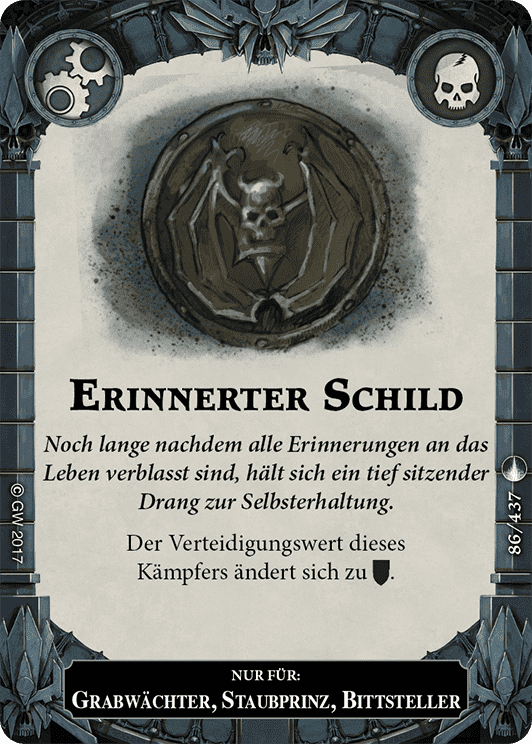 Erinnerter Schild
Noch lange nachdem alle Erinnerungen an das
Leben verblasst sind, hält sich ein tief sitzender
Drang zur Selbsterhaltung.
Der Verteidigungswert dieses
Kämpfers ändert sich zu .
© GW 2017
86/437
NUR FÜR:
Grabwächter, Staubprinz, Bittsteller